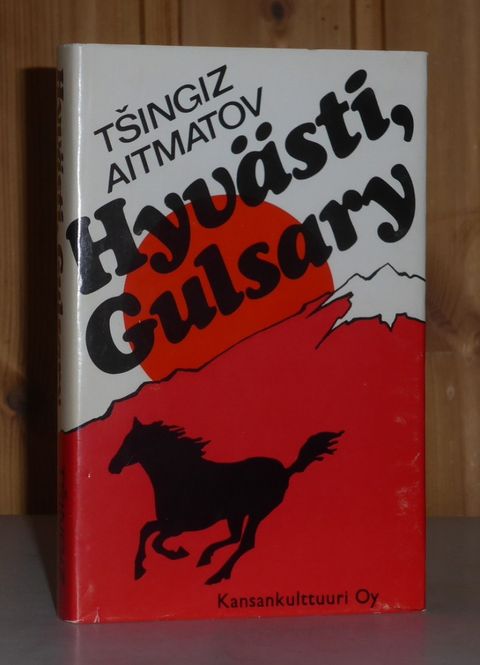 TŠINGIZ
AITMATOV
Hyvästi,
Gulsary
Kansankulttuuri Oy